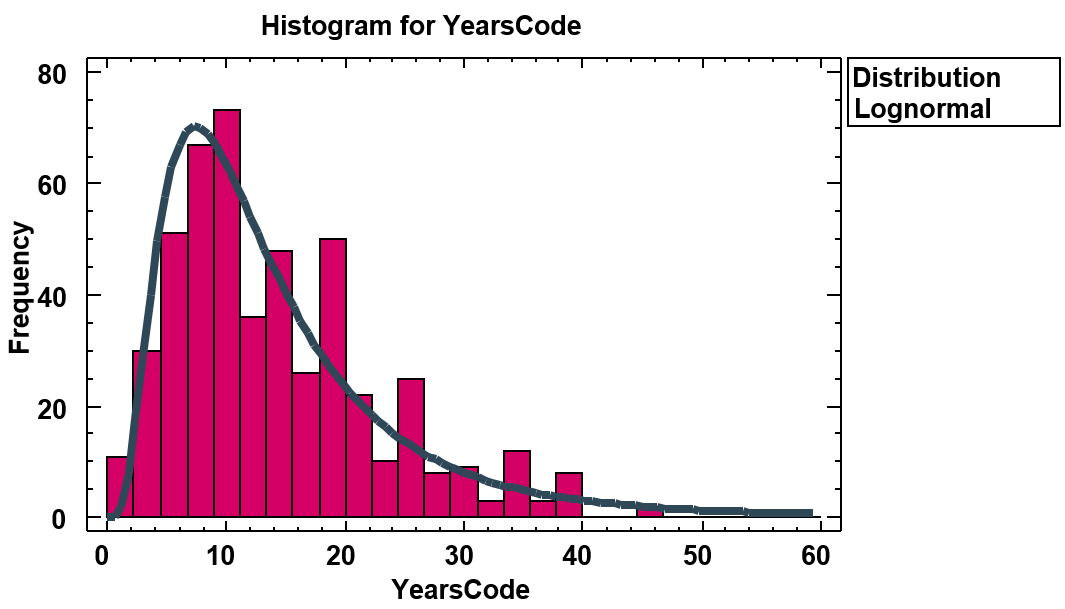 Histogram for YearsCode
Distribution
Lognormal
80
60
40
20
0
Frequency
0 10 20 30 40 50 60
YearsCode